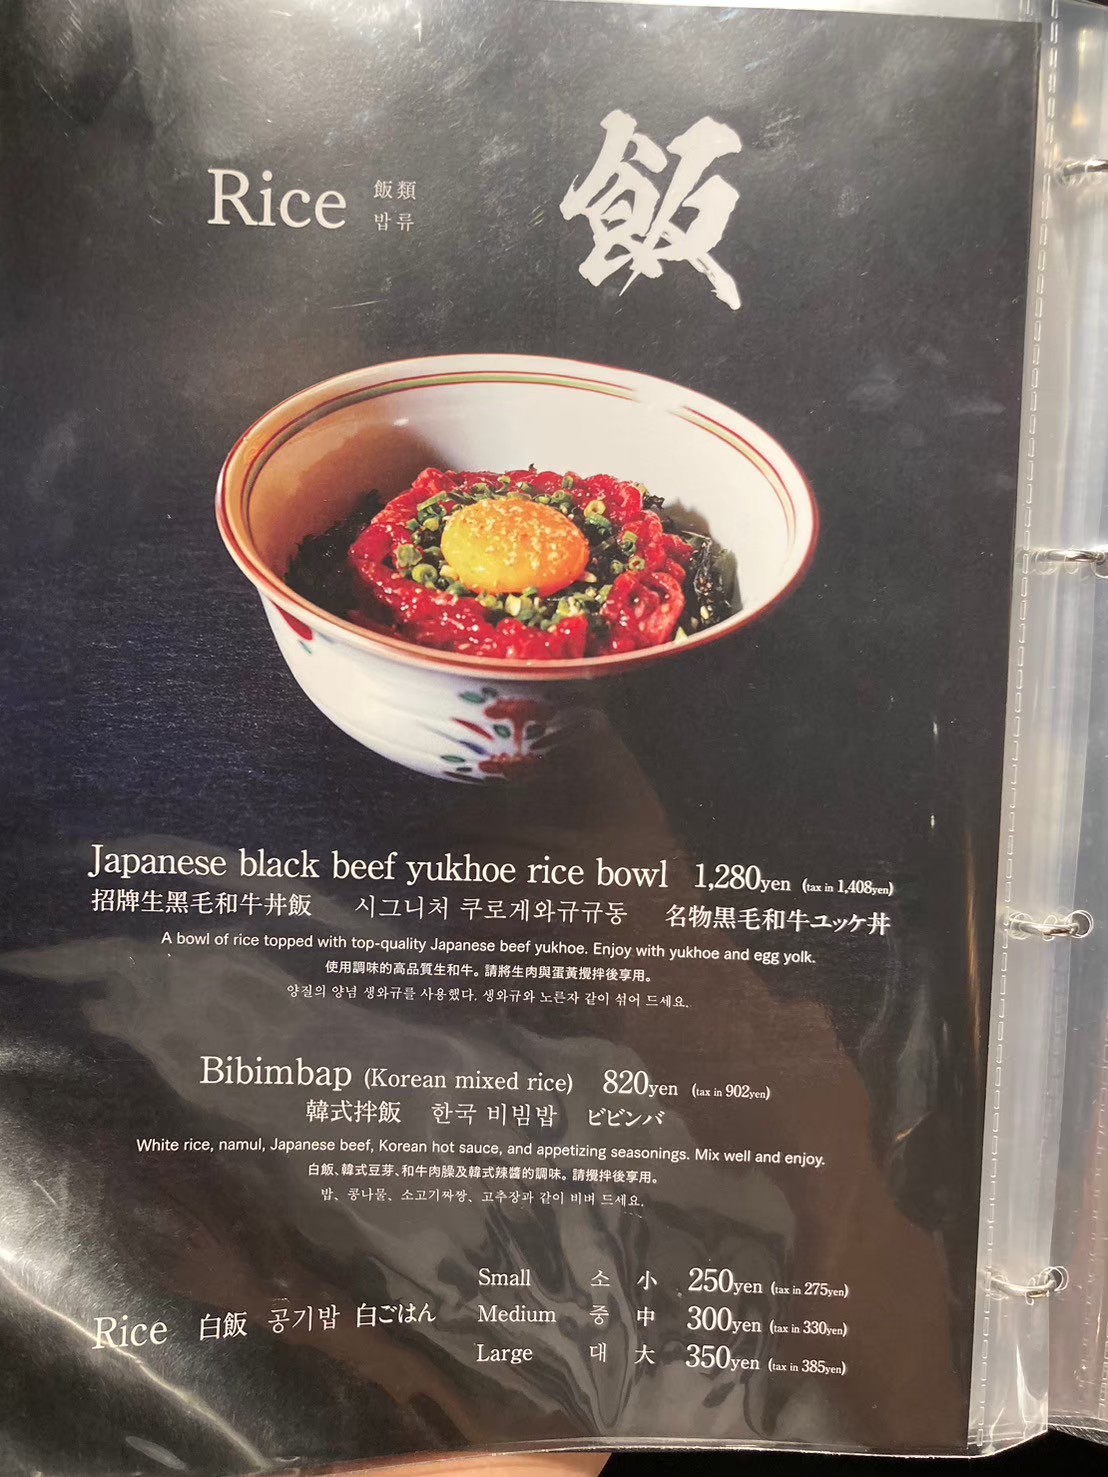 Rice 飯類
밥류
飯
Japanese black beef yukhoe rice bowl 1,280yen (tax in 1,408yen)
招牌生黑毛和牛丼飯 시그니처 쿠로게와규규동 名物黒毛和牛ユッケ丼
A bowl of rice topped with top-quality Japanese beef yukhoe. Enjoy with yukhoe and egg yolk.
使用調味的高品質生和牛。請將生肉與蛋黃攪拌後享用。
양질의 양념 생와규를 사용했다. 생와규와 노른자 같이 섞어 드세요.
Bibimbap (Korean mixed rice) 820yen (tax in 902yen)
韓式拌飯 한국 비빔밥 ビビンバ
White rice, namul, Japanese beef, Korean hot sauce, and appetizing seasonings. Mix well and enjoy.
白飯、韓式豆芽、和牛肉臊及韓式辣醬的調味。請攪拌後享用。
밥、콩나물、소고기짜짱、고추장과 같이 비벼 드세요.
Rice 白飯 공기밥 白ごはん
Small 소 小 250yen (tax in 275yen)
Medium 중 中 300yen (tax in 330yen)
Large 대 大 350yen (tax in 385yen)